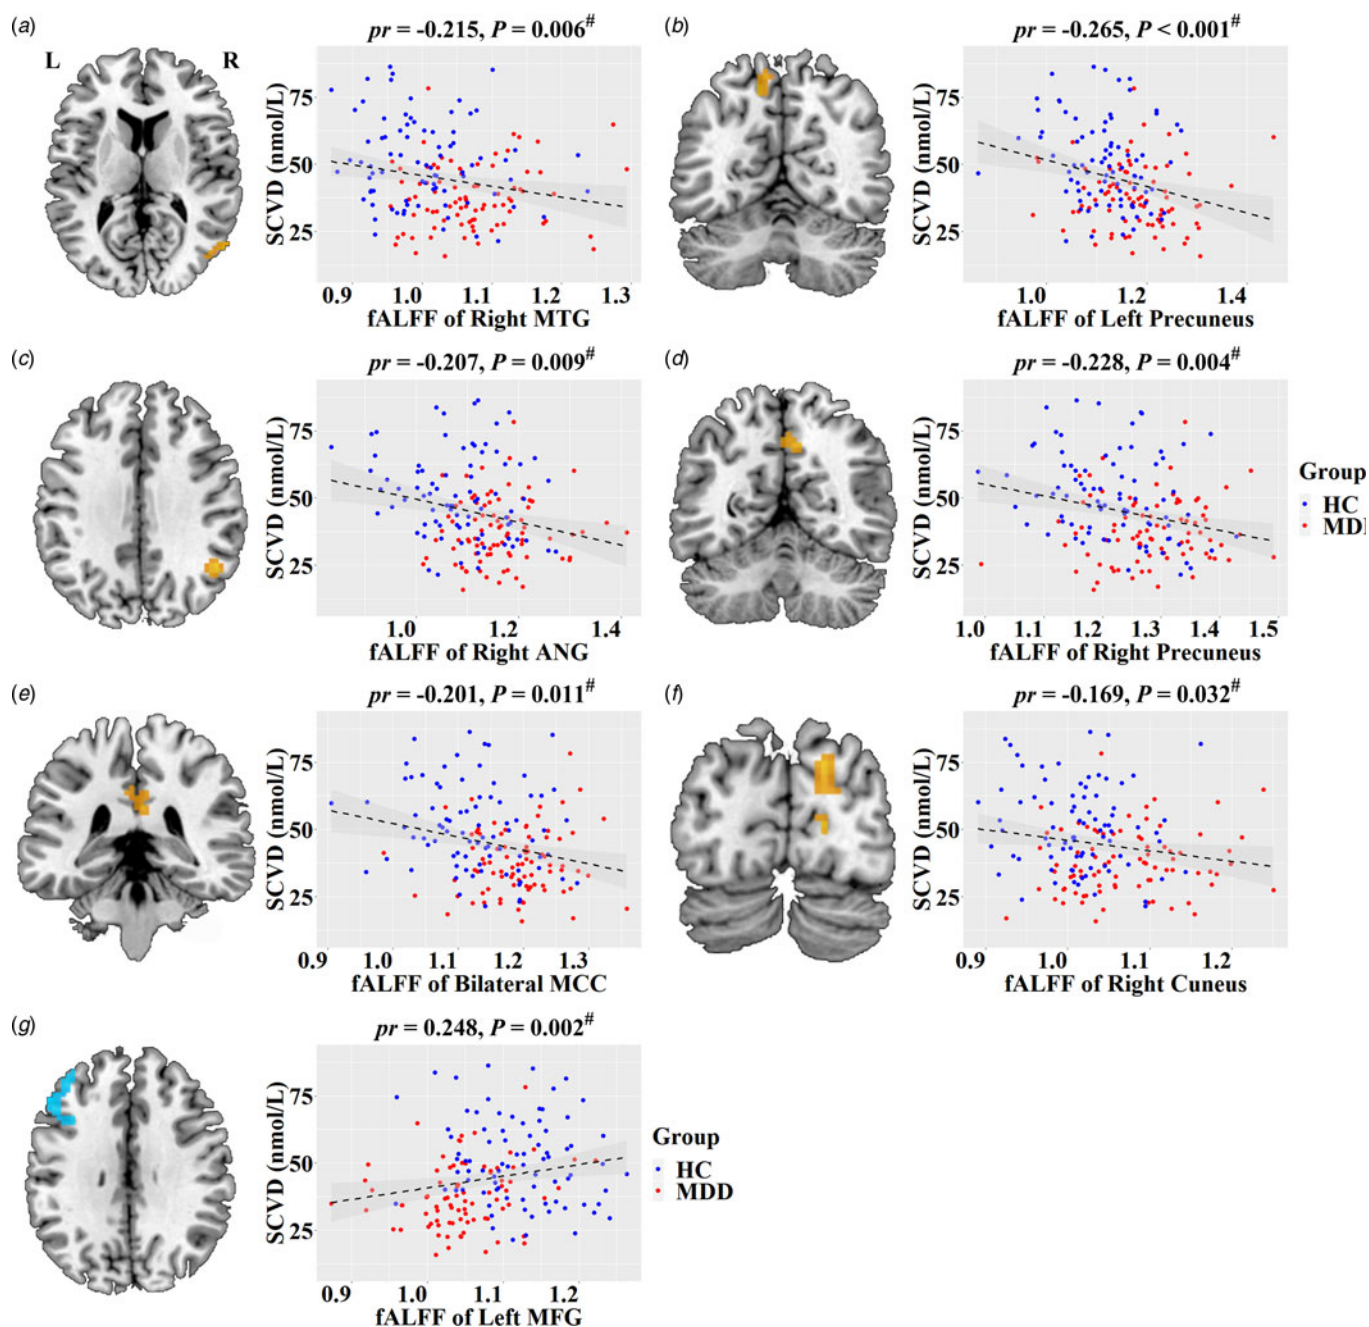 (a)
L
R
pr = -0.215, P = 0.006#
SCVD (nmol/L)
75
50
25
0.9 1.0 1.1 1.2 1.3
fALFF of Right MTG
(b)
pr = -0.265, P < 0.001#
SCVD (nmol/L)
75
50
25
1.0 1.2 1.4
fALFF of Left Precuneus
(c)
pr = -0.207, P = 0.009#
SCVD (nmol/L)
75
50
25
1.0 1.2 1.4
fALFF of Right ANG
(d)
pr = -0.228, P = 0.004#
SCVD (nmol/L)
75
50
25
1.0 1.1 1.2 1.3 1.4 1.5
fALFF of Right Precuneus
Group
HC
MDI
(e)
pr = -0.201, P = 0.011#
SCVD (nmol/L)
75
50
25
0.9 1.0 1.1 1.2 1.3
fALFF of Bilateral MCC
(f)
pr = -0.169, P = 0.032#
SCVD (nmol/L)
75
50
25
0.9 1.0 1.1 1.2
fALFF of Right Cuneus
(g)
pr = 0.248, P = 0.002#
SCVD (nmol/L)
75
50
25
0.9 1.0 1.1 1.2
fALFF of Left MFG
Group
HC
MDD